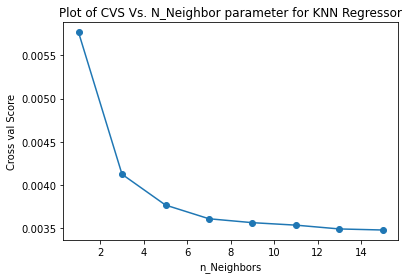 Plot of CVS Vs. N_Neighbor parameter for KNN Regressor
0.0055
0.0050
0.0045
0.0040
0.0035
Cross val Score
2 4 6 8 10 12 14
n_Neighbors